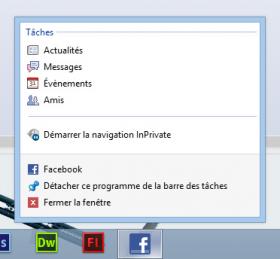 Tâches
Actualités
Messages
31
Événements
Amis
Démarrer la navigation InPrivate
Facebook
Détacher ce programme de la barre des tâches
Fermer la fenêtre
s
Dw
Fl
f